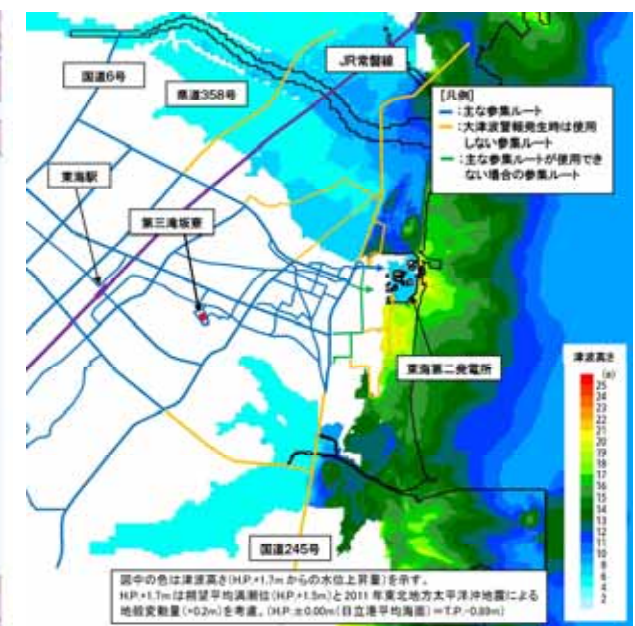 国道6号
JR常磐線
県道358号
[凡例]
:主な参集ルート
:大津波警報発生時は使用
しない参集ルート
:主な参集ルートが使用でき
ない場合の参集ルート
東海駅
第三滝坂寮
東海第二発電所
津波高さ
(m)
25
24
23
22
21
20
19
18
17
16
15
14
13
12
11
10
9
8
6
4
2
国道245号
図中の色は津波高さ(H.P.+1.7mからの水位上昇量)を示す。
H.P.+1.7mは朔望平均満潮位(H.P.+1.5m)と2011年東北地方太平洋沖地震による
地殻変動量(+0.2m)を考慮。(H.P.±0.00m(日立港平均海面)=T.P.-0.89m)